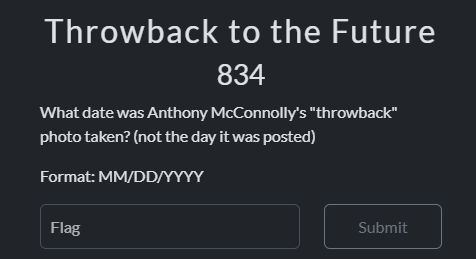 Throwback to the Future
834
What date was Anthony McConnolly's "throwback"
photo taken? (not the day it was posted)
Format: MM/DD/YYYY
Flag
Submit